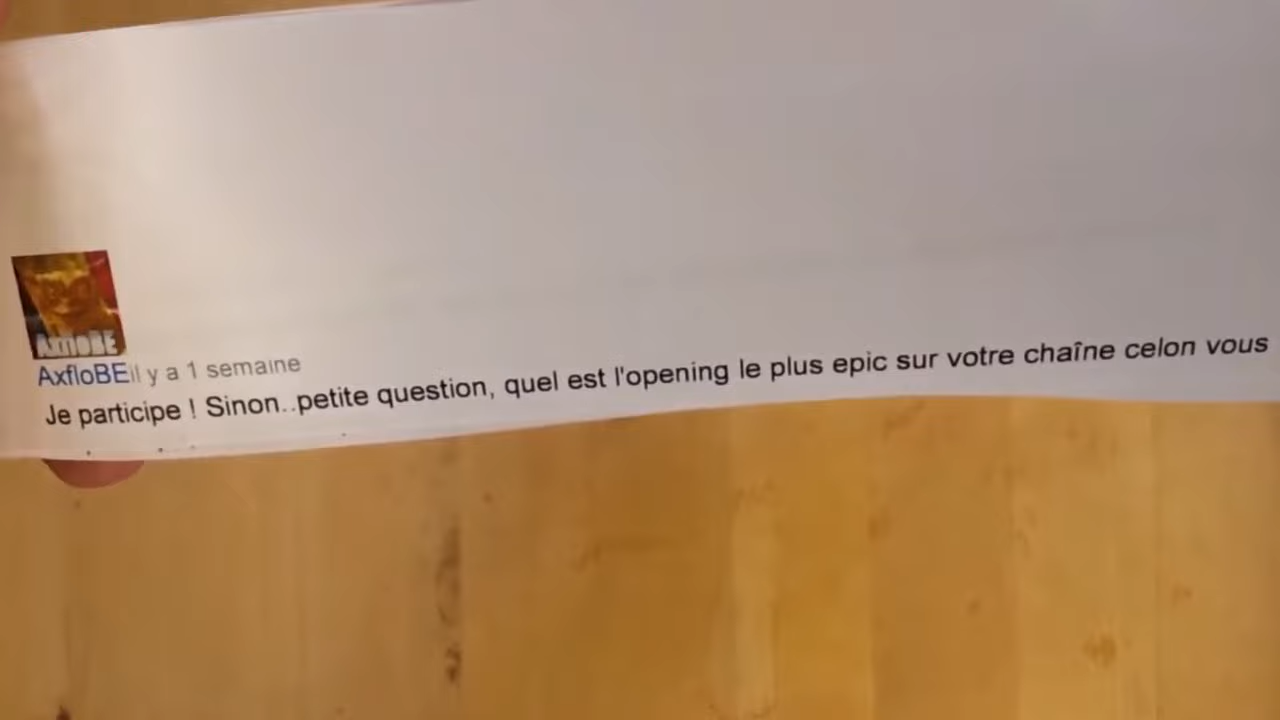 AxfloBE
AxfloBEil y a 1 semaine
Je participe ! Sinon..petite question, quel est l'opening le plus epic sur votre chaîne celon vous